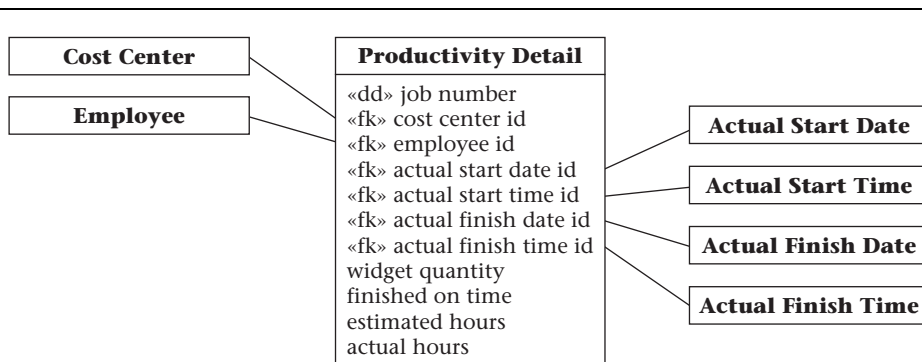 Cost Center
Employee
Productivity Detail
«dd» job number
«fk» cost center id
«fk» employee id
«fk» actual start date id
«fk» actual start time id
«fk» actual finish date id
«fk» actual finish time id
widget quantity
finished on time
estimated hours
actual hours
Actual Start Date
Actual Start Time
Actual Finish Date
Actual Finish Time